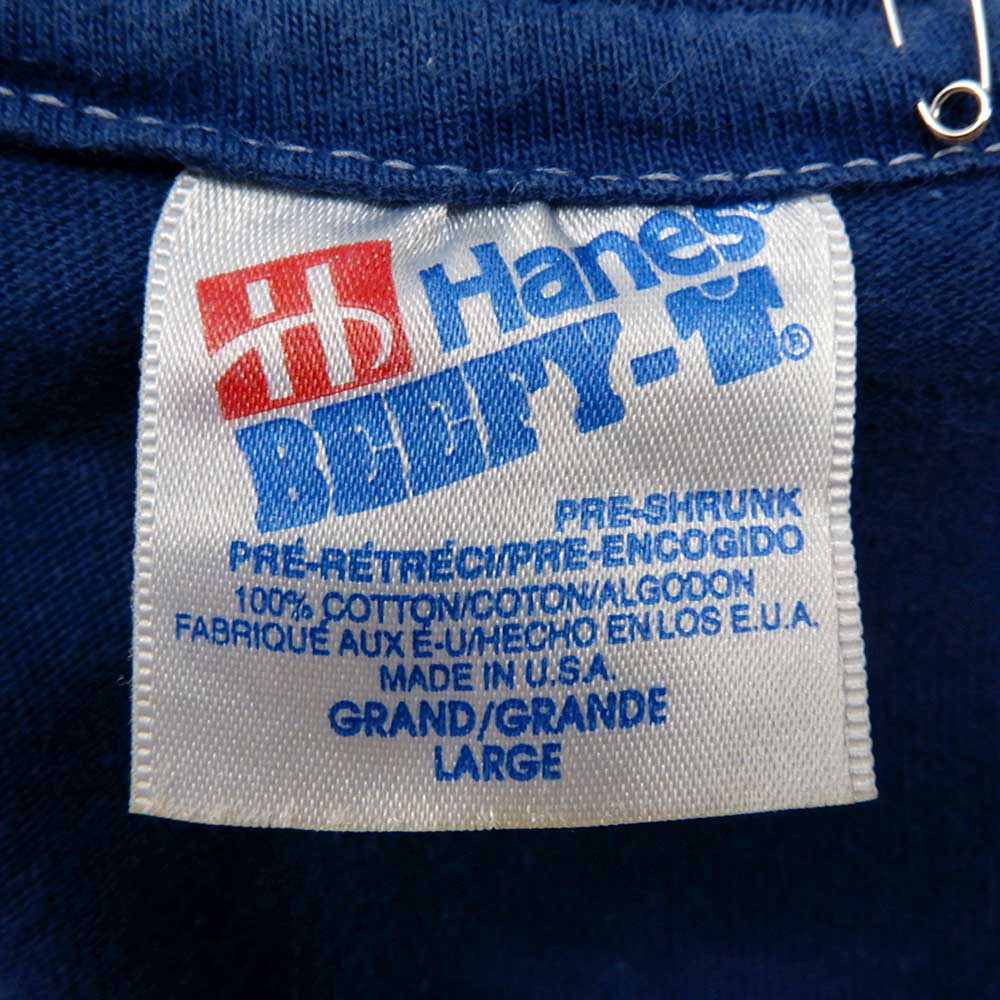 H Hanes®
BEEFY-T®
PRE-SHRUNK
PRÉ-RÉTRÉCI/PRE-ENCOGIDO
100% COTTON/COTON/ALGODON
FABRIQUÉ AUX É-U/HECHO EN LOS E.U.A.
MADE IN U.S.A.
GRAND/GRANDE
LARGE